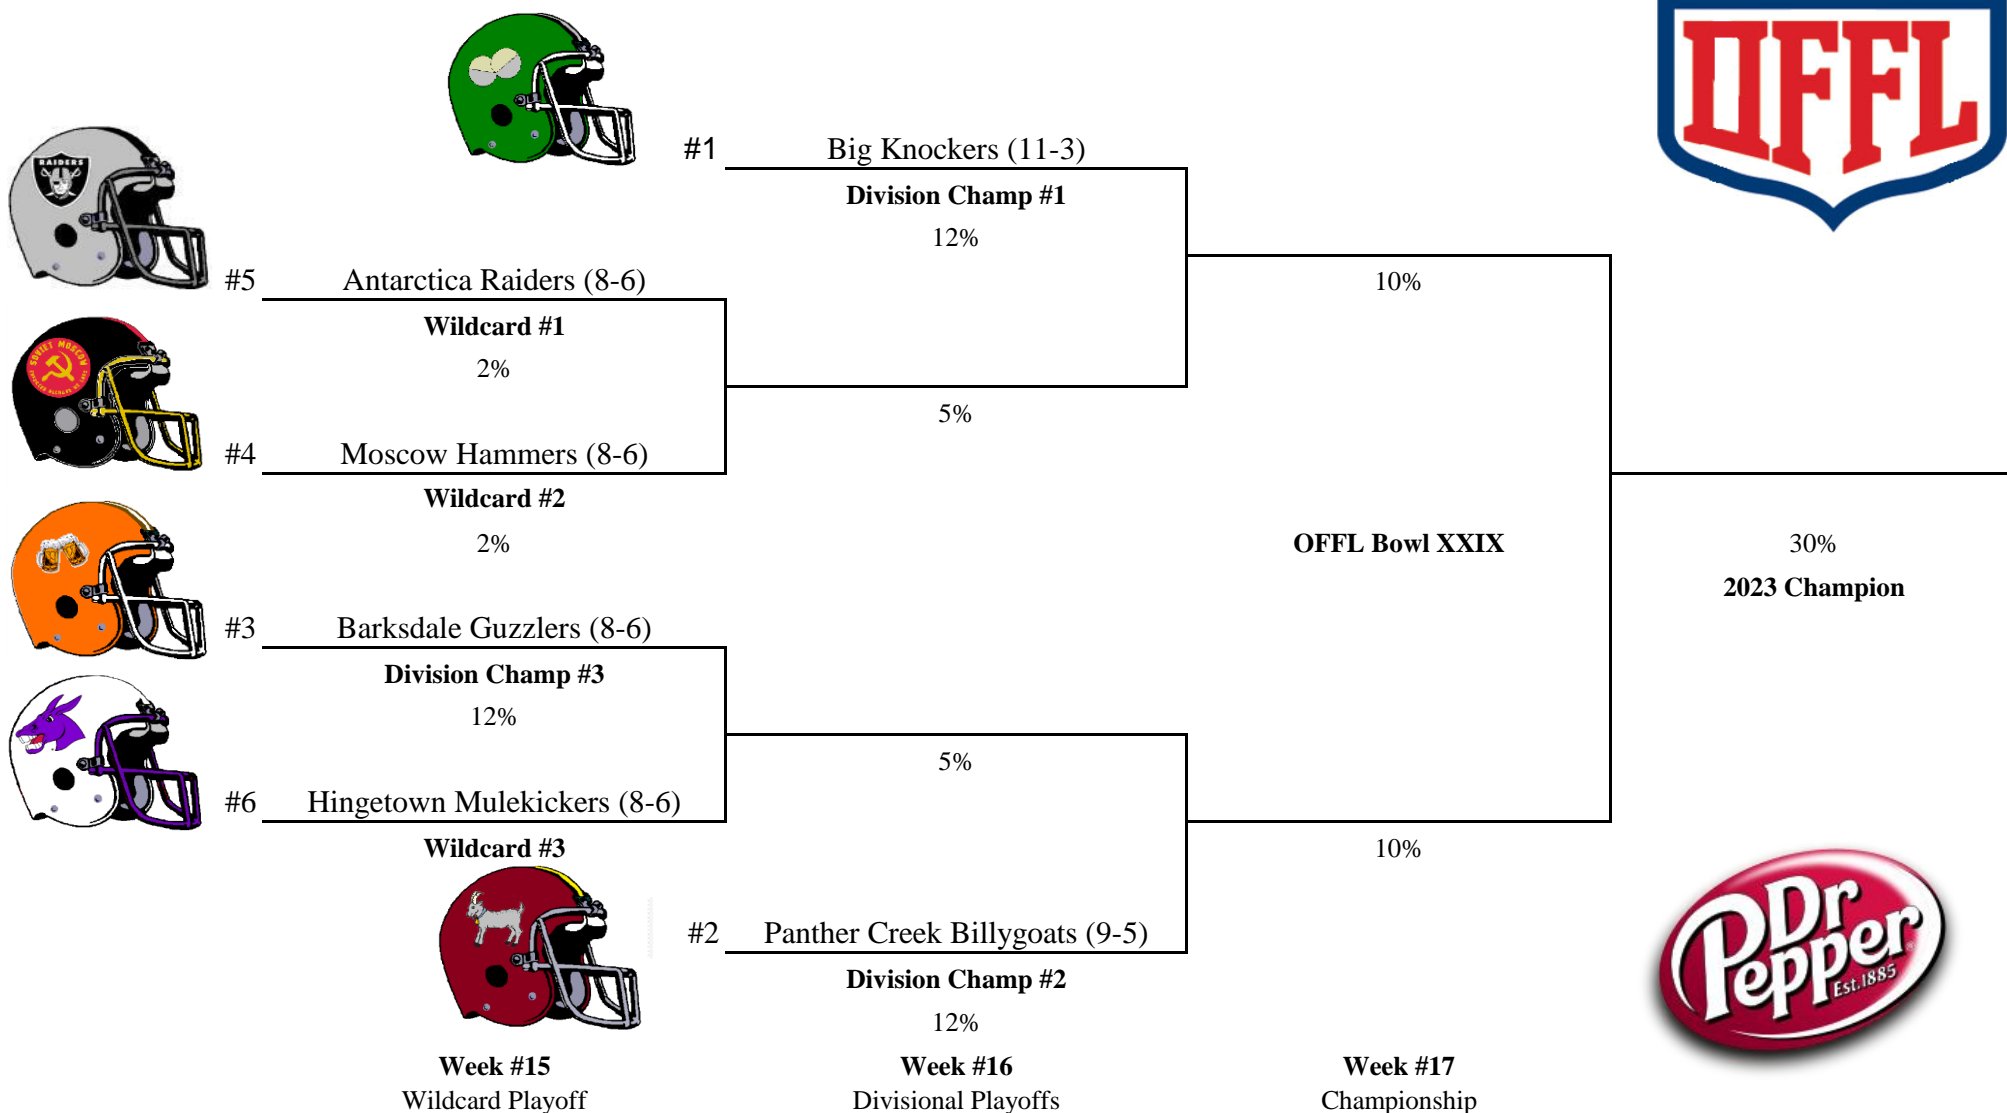 OFFL
#1 Big Knockers (11-3)
Division Champ #1
12%
RAIDERS
#5 Antarctica Raiders (8-6)
10%
Wildcard #1
2%
SOVIET MOSCOW
5%
#4 Moscow Hammers (8-6)
Wildcard #2
2%
OFFL Bowl XXIX
30%
2023 Champion
#3 Barksdale Guzzlers (8-6)
Division Champ #3
12%
5%
#6 Hingetown Mulekickers (8-6)
Wildcard #3
10%
#2 Panther Creek Billygoats (9-5)
Division Champ #2
12%
Dr
Pepper
Est.1885
Week #15
Wildcard Playoff
Week #16
Divisional Playoffs
Week #17
Championship